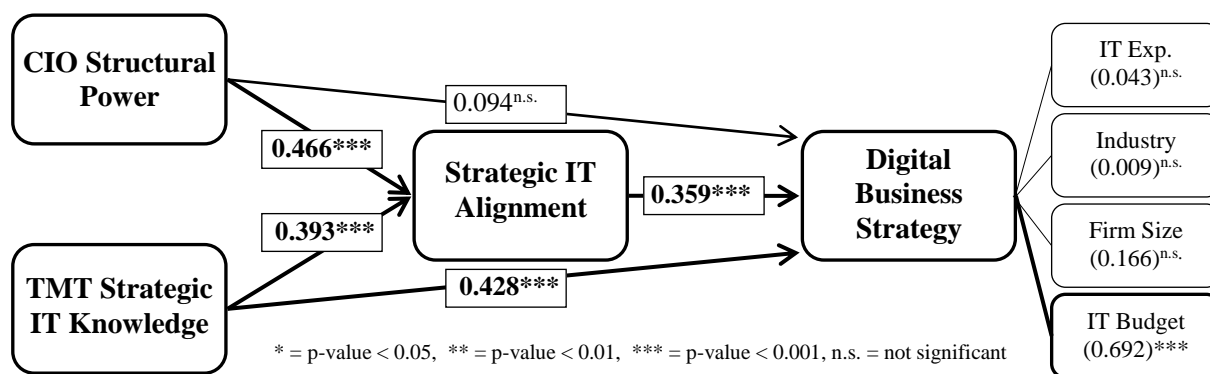 CIO Structural
Power
0.094n.s.
0.466***
Strategic IT
Alignment
0.359***
0.393***
TMT Strategic
IT Knowledge
0.428***
Digital
Business
Strategy
IT Exp.
(0.043)n.s.
Industry
(0.009)n.s.
Firm Size
(0.166)n.s.
IT Budget
(0.692)***
* = p-value < 0.05, ** = p-value < 0.01, *** = p-value < 0.001, n.s. = not significant